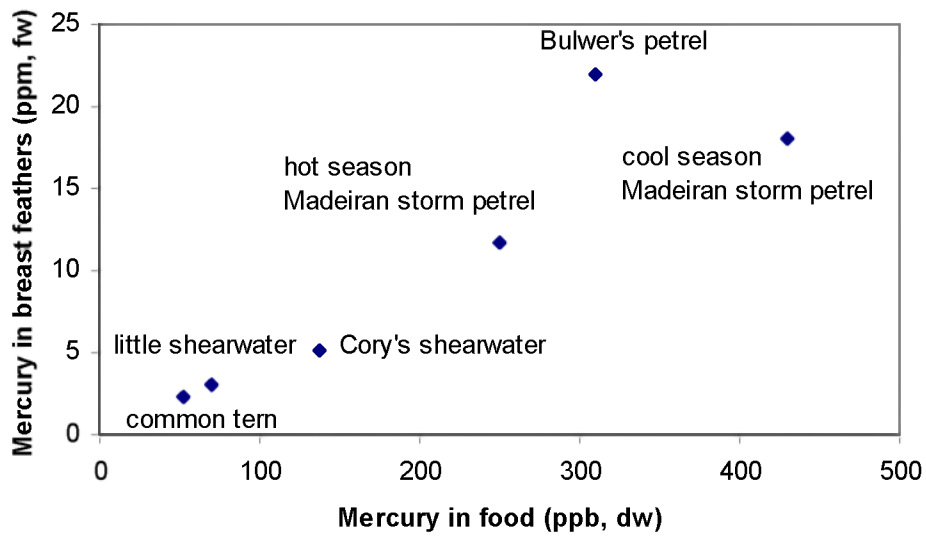 Mercury in breast feathers (ppm, fw)
25
20
15
10
5
0
Bulwer's petrel
hot season
Madeiran storm petrel
cool season
Madeiran storm petrel
little shearwater
Cory's shearwater
common tern
0 100 200 300 400 500
Mercury in food (ppb, dw)